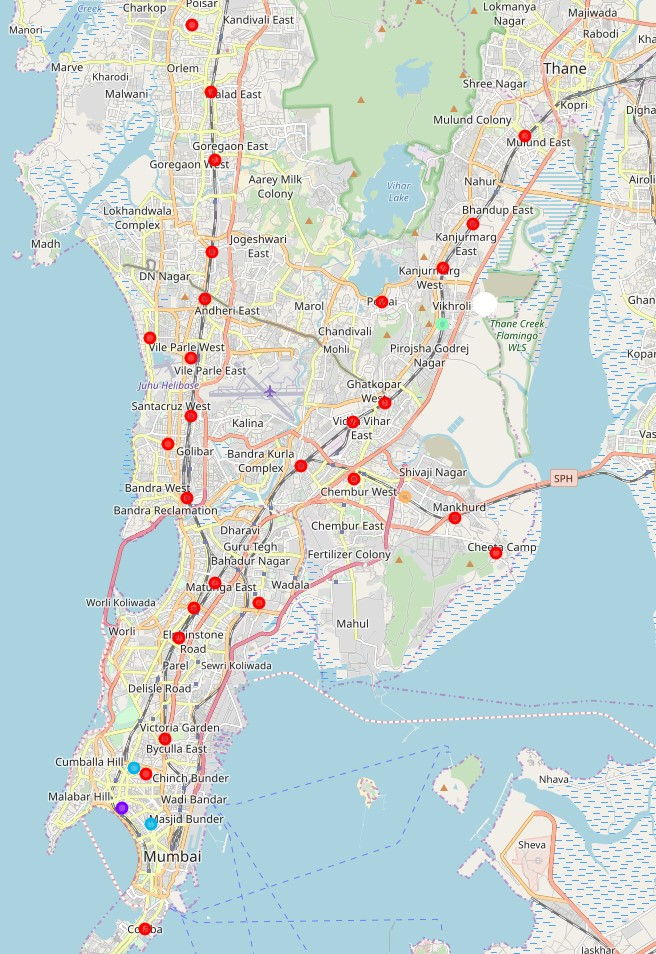 Creek
Charkop
Poisar
Kandivali East
Lokmanya
Nagar
Majiwada
Manori
Rabodi
Marve
Orlem
Thane
Kharodi
Malwani
Malad East
Shree Nagar
Kopri
Mulund Colony
Digha
Goregaon East
Mulund East
Goregaon West
Aarey Milk
Colony
Nahur
Airoli
Vihar
Lake
Lokhandwala
Complex
Bhandup East
Madh
Jogeshwari
East
Kanjurmarg
East
DN Nagar
Kanjurmarg
West
Andheri East
Marol
Powai
Vikhroli
Chandivali
Thane Creek
Flamingo
WLS
Vile Parle West
Mohli
Pirojsha Godrej
Nagar
Vile Parle East
Juhu Helibase
Ghatkopar
West
Santacruz West
Kalina
Vidya Vihar
East
Golibar
Bandra Kurla
Complex
Shivaji Nagar
SPH
Bandra West
Chembur West
Bandra Reclamation
Mankhurd
Dharavi
Chembur East
Guru Tegh
Bahadur Nagar
Fertilizer Colony
Cheeta Camp
Matunga East
Wadala
Worli Koliwada
Mahul
Worli
Elphinstone
Road
Parel
Sewri Koliwada
Delisle Road
Victoria Garden
Byculla East
Cumballa Hill
Chinch Bunder
Nhava
Malabar Hill
Wadi Bandar
Masjid Bunder
Sheva
Mumbai
Colaba
Jaskhar